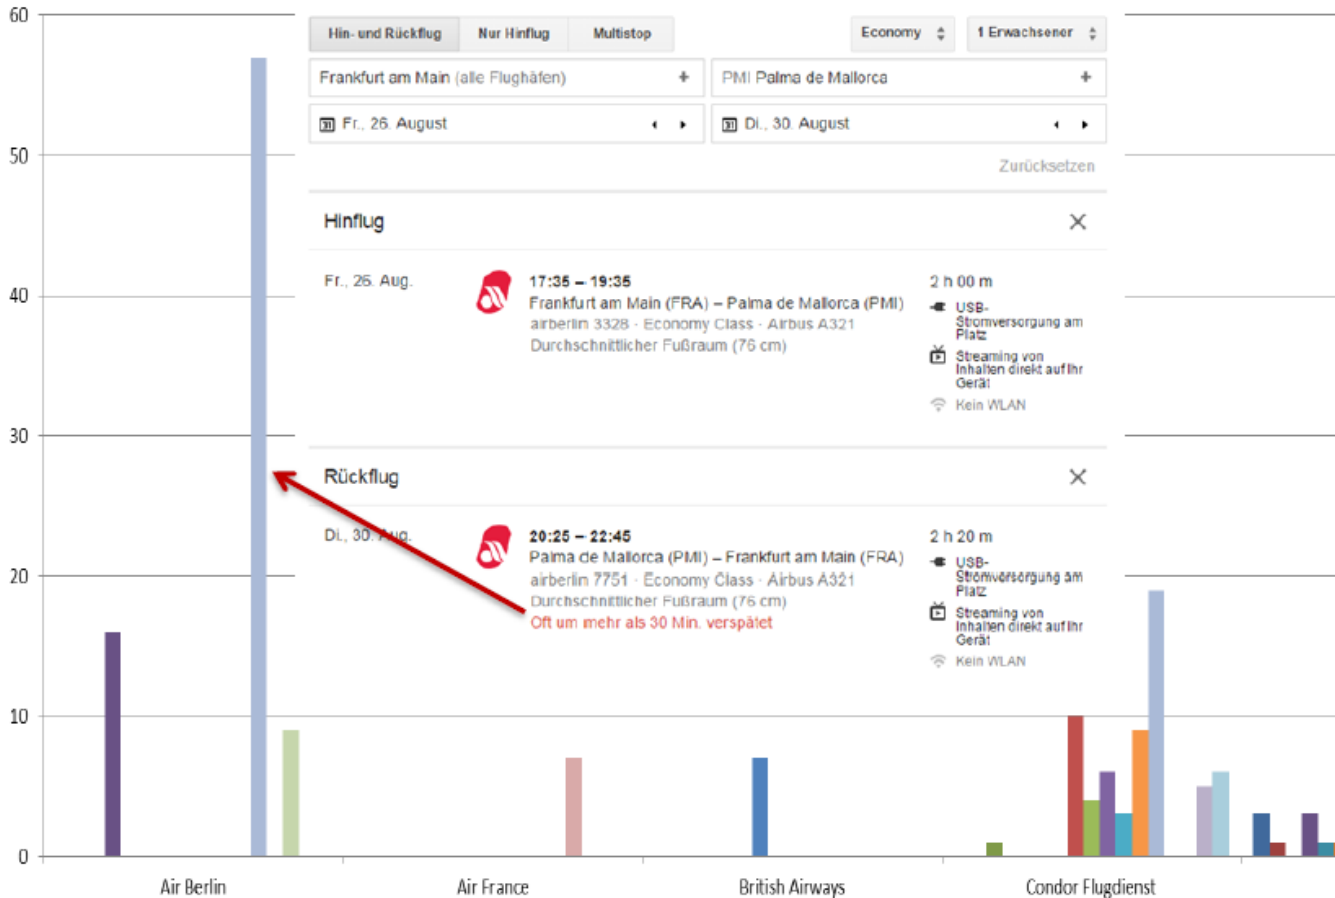 60
Hin- und Rückflug Nur Hinflug Multistop Economy 1 Erwachsener
Frankfurt am Main (alle Flughäfen) + PMI Palma de Mallorca +
31 Fr., 26. August 31 Di., 30. August
50
Zurücksetzen
Hinflug
Fr., 26. Aug. 17:35 – 19:35 2 h 00 m
40
Frankfurt am Main (FRA) – Palma de Mallorca (PMI) USB-
airberlin 3328 · Economy Class · Airbus A321 Stromversorgung am
Platz
Durchschnittlicher Fußraum (76 cm) Streaming von
Inhalten direkt auf Ihr
Gerät
Kein WLAN
30
Rückflug
Di., 30. Aug. 20:25 – 22:45 2 h 20 m
Palma de Mallorca (PMI) – Frankfurt am Main (FRA) USB-
20
airberlin 7751 · Economy Class · Airbus A321 Stromversorgung am
Platz
Durchschnittlicher Fußraum (76 cm) Streaming von
Oft um mehr als 30 Min. verspätet Inhalten direkt auf Ihr
Gerät
Kein WLAN
10
0
Air Berlin Air France British Airways Condor Flugdienst